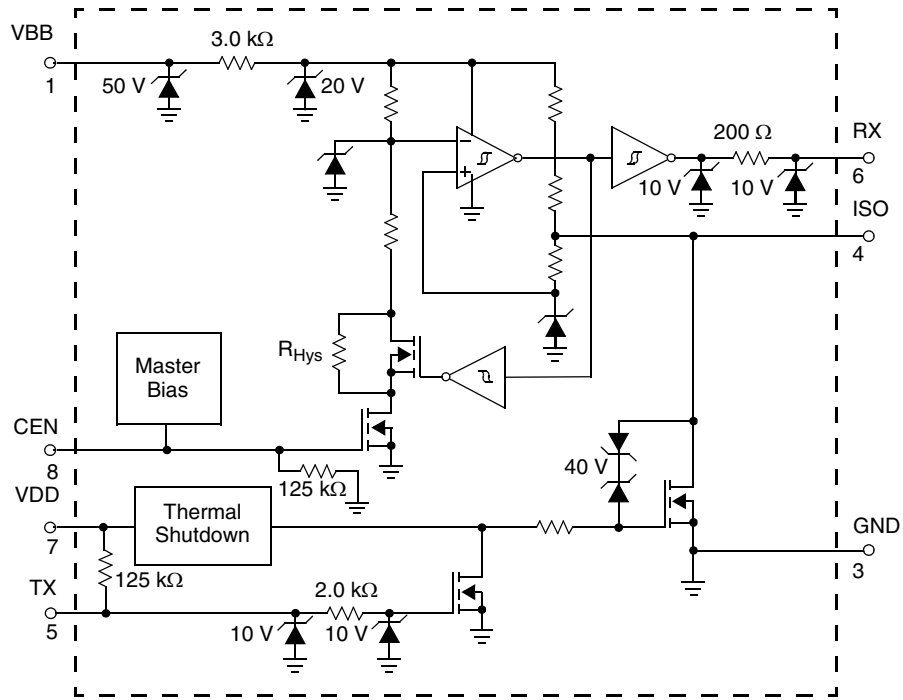 VBB
1
3.0 kΩ
50 V
20 V
200 Ω
RX
6
10 V
10 V
ISO
4
−
+
RHys
Master
Bias
CEN
8
125 kΩ
40 V
VDD
7
Thermal
Shutdown
GND
3
125 kΩ
TX
5
2.0 kΩ
10 V
10 V